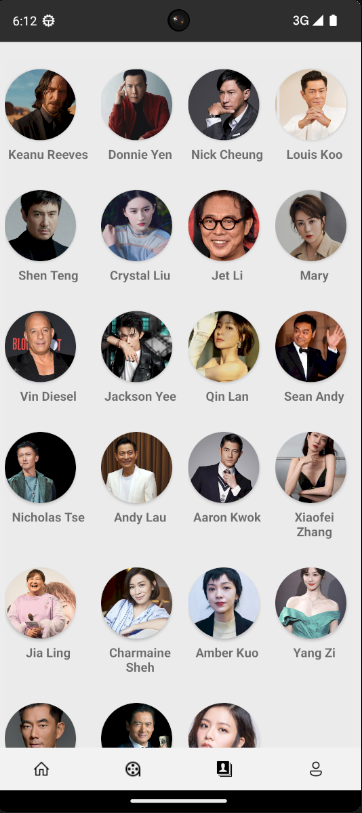 6:12 3G
Keanu Reeves Donnie Yen Nick Cheung Louis Koo
Shen Teng Crystal Liu Jet Li Mary
BLO
Vin Diesel Jackson Yee Qin Lan Sean Andy
Nicholas Tse Andy Lau Aaron Kwok Xiaofei
Zhang
Jia Ling Charmaine Amber Kuo Yang Zi
Sheh